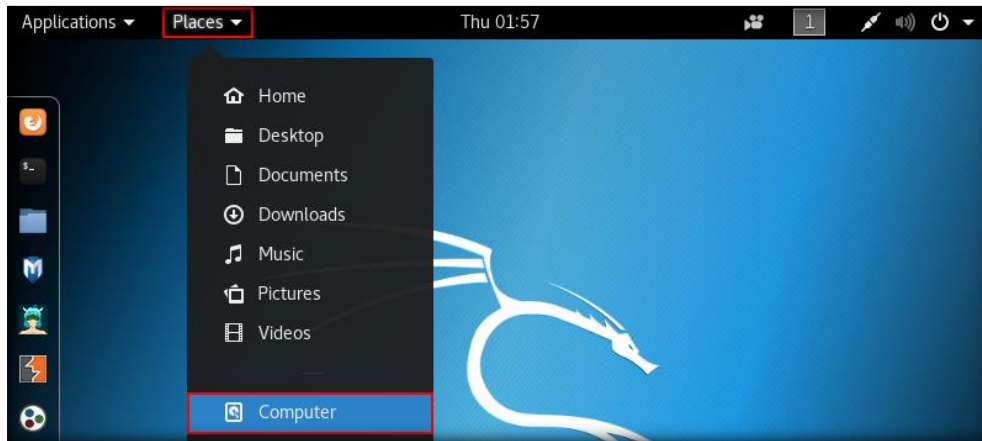 Applications Places Thu 01:57 1
Home
$_
Desktop
Documents
Downloads
Music
Pictures
Videos
Computer